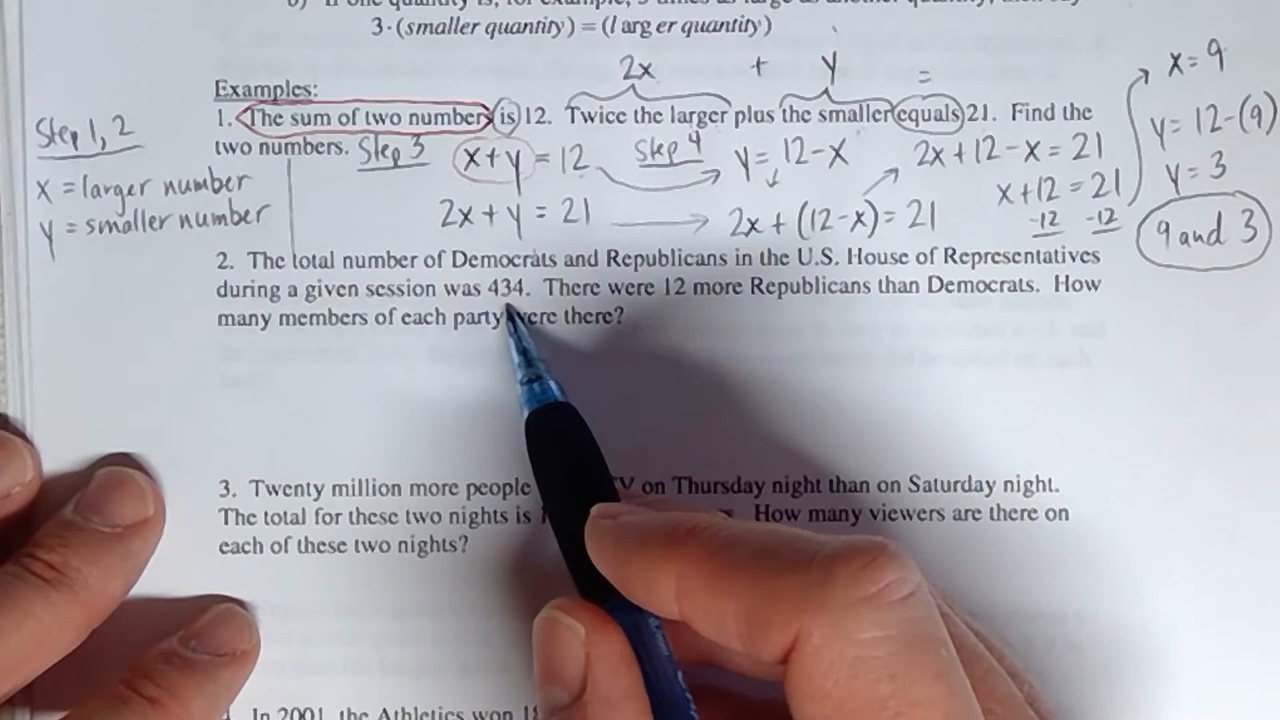 3·(smaller quantity) = (larger quantity)
2x + y =
Examples:
1. The sum of two numbers is 12. Twice the larger plus the smaller equals 21. Find the
two numbers.
Step 1, 2
x = larger number
y = smaller number
Step 3
x+y = 12
2x+y = 21
Step 4
y = 12-x
2x + (12-x) = 21
2x+12-x = 21
x+12 = 21
-12 -12
x = 9
y = 12-(9)
y = 3
9 and 3
2. The total number of Democrats and Republicans in the U.S. House of Representatives
during a given session was 434. There were 12 more Republicans than Democrats. How
many members of each party were there?
3. Twenty million more people on Thursday night than on Saturday night.
The total for these two nights is How many viewers are there on
each of these two nights?
In 2001, the Athletics won